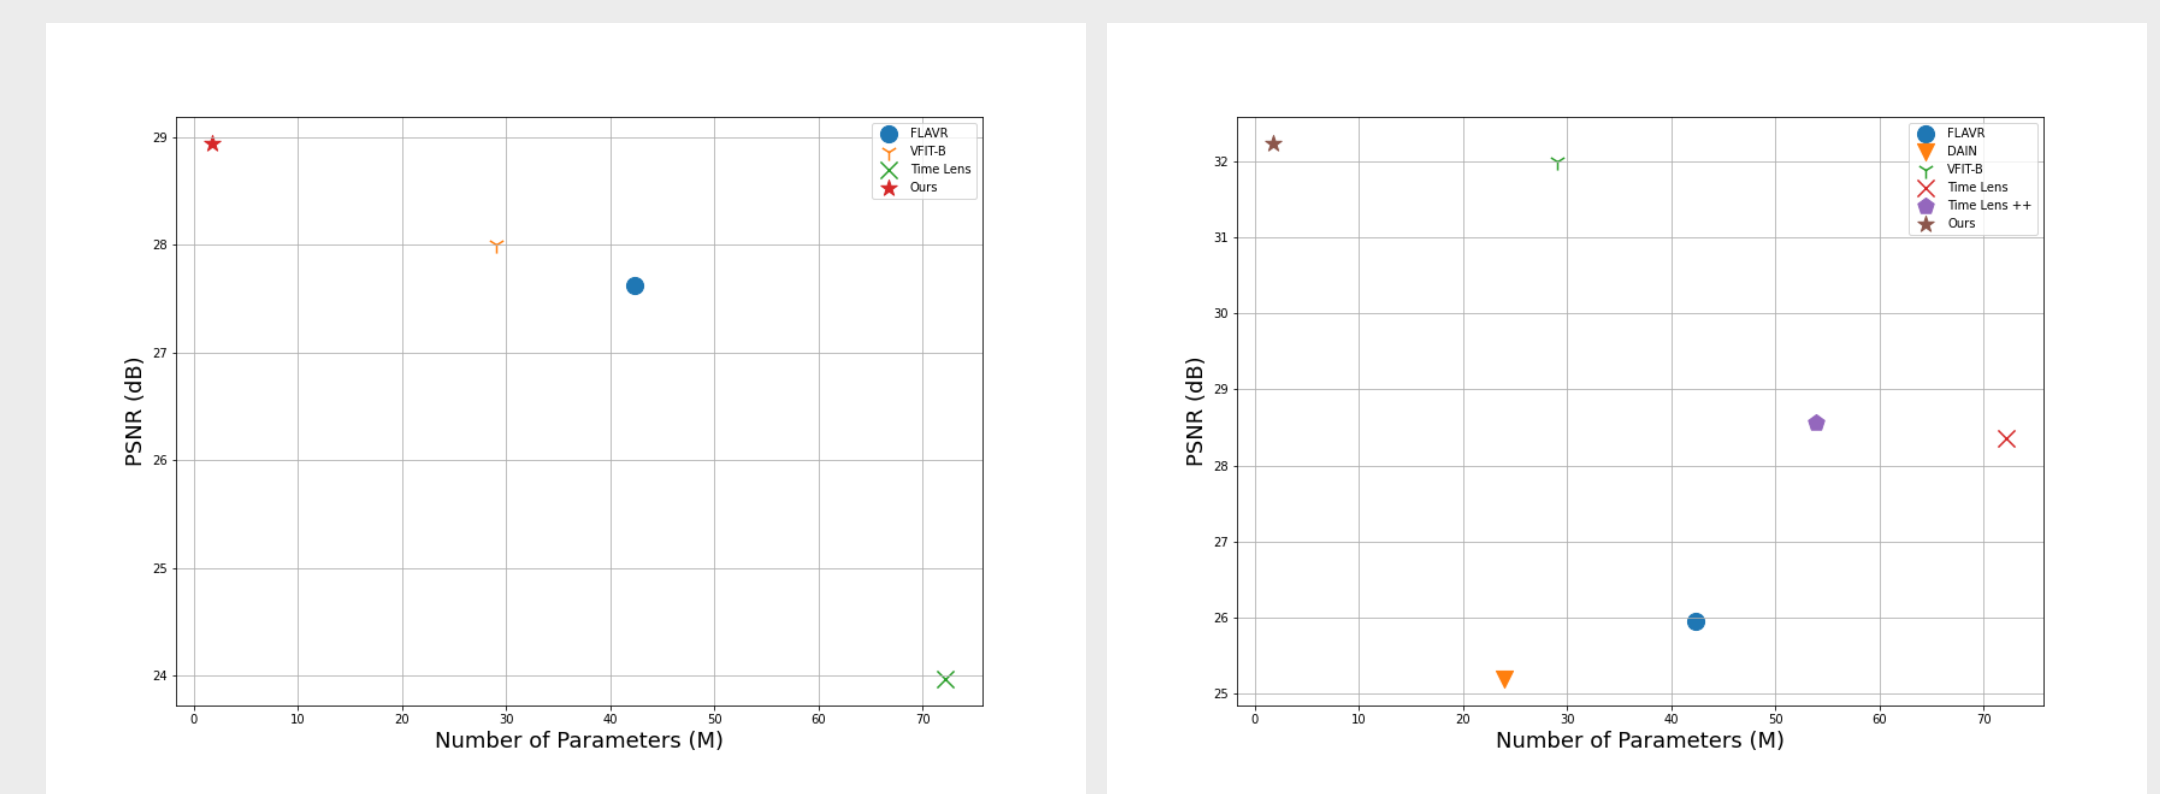 29
28
27
26
25
24
PSNR (dB)
0 10 20 30 40 50 60 70
Number of Parameters (M)
FLAVR
VFIT-B
Time Lens
Ours
32
31
30
29
28
27
26
25
PSNR (dB)
0 10 20 30 40 50 60 70
Number of Parameters (M)
FLAVR
DAIN
VFIT-B
Time Lens
Time Lens ++
Ours